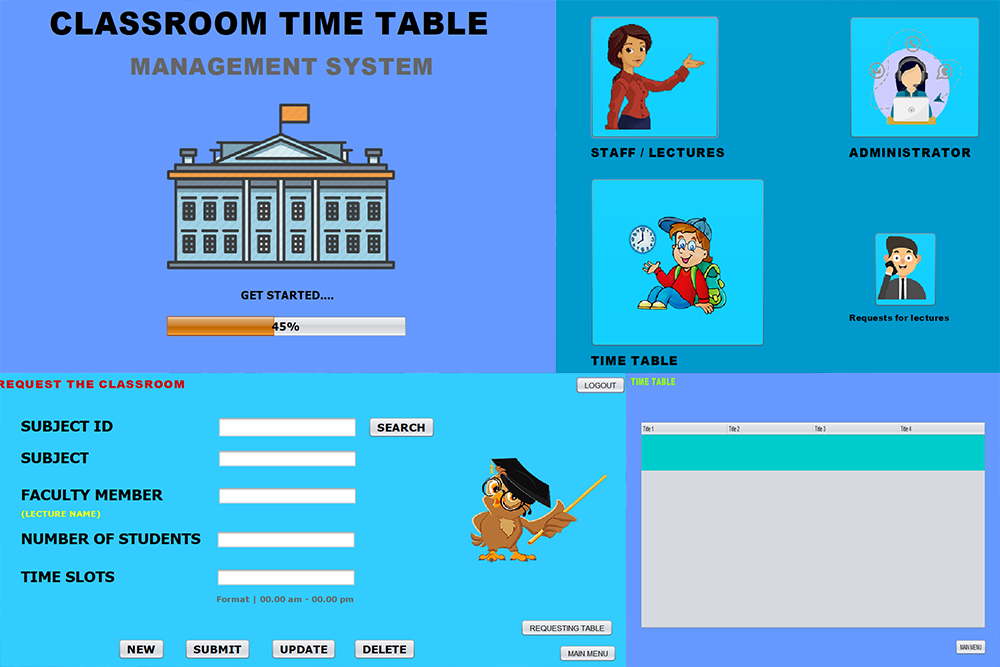 CLASSROOM TIME TABLE
MANAGEMENT SYSTEM
GET STARTED....
45%
STAFF / LECTURES
ADMINISTRATOR
TIME TABLE
Requests for lectures
REQUEST THE CLASSROOM
LOGOUT
SUBJECT ID
SEARCH
SUBJECT
FACULTY MEMBER
(LECTURE NAME)
NUMBER OF STUDENTS
TIME SLOTS
Format | 00.00 am - 00.00 pm
REQUESTING TABLE
NEW SUBMIT UPDATE DELETE
MAIN MENU
TIME TABLE
Title 1 Title 2 Title 3 Title 4
MAIN MENU